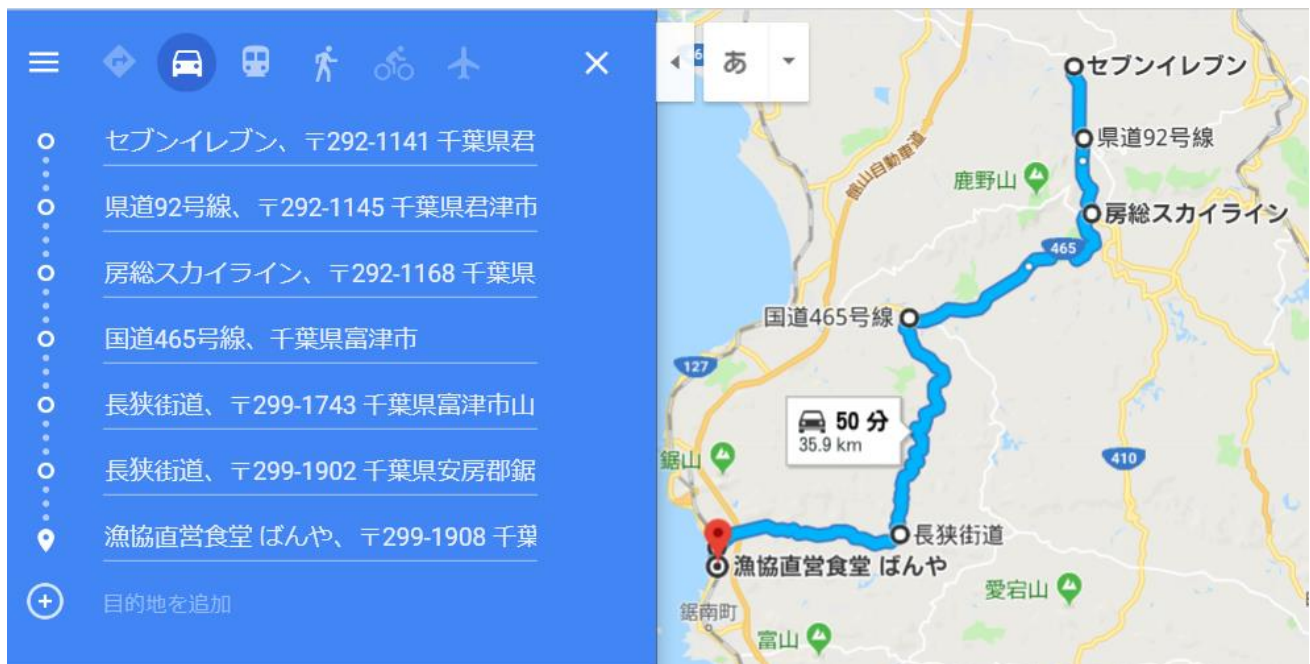 セブンイレブン、〒292-1141 千葉県君
県道92号線、〒292-1145 千葉県君津市
房総スカイライン、〒292-1168 千葉県
国道465号線、千葉県富津市
長狭街道、〒299-1743 千葉県富津市山
長狭街道、〒299-1902 千葉県安房郡鋸
漁協直営食堂 ばんや、〒299-1908 千葉
目的地を追加
あ
セブンイレブン
館山自動車道
県道92号線
鹿野山
房総スカイライン
465
国道465号線
127
50 分
35.9 km
鋸山
410
長狭街道
漁協直営食堂 ばんや
愛宕山
鋸南町
富山